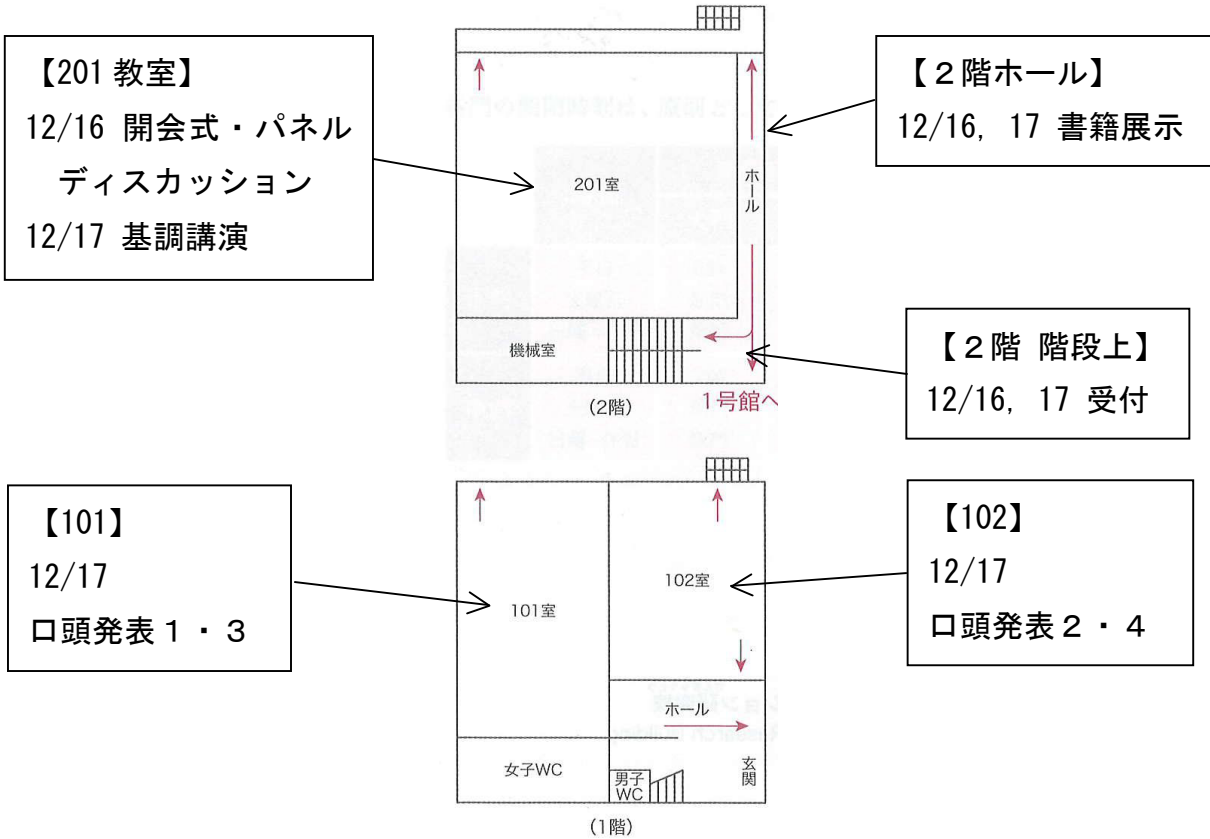 【201 教室】
12/16 開会式・パネル
ディスカッション
12/17 基調講演
【２階ホール】
12/16, 17 書籍展示
201室
ホール
機械室
(2階)
1号館へ
【２階 階段上】
12/16, 17 受付
【101】
12/17
口頭発表１・３
101室
102室
ホール
女子WC
男子
WC
玄関
(1階)
【102】
12/17
口頭発表２・４